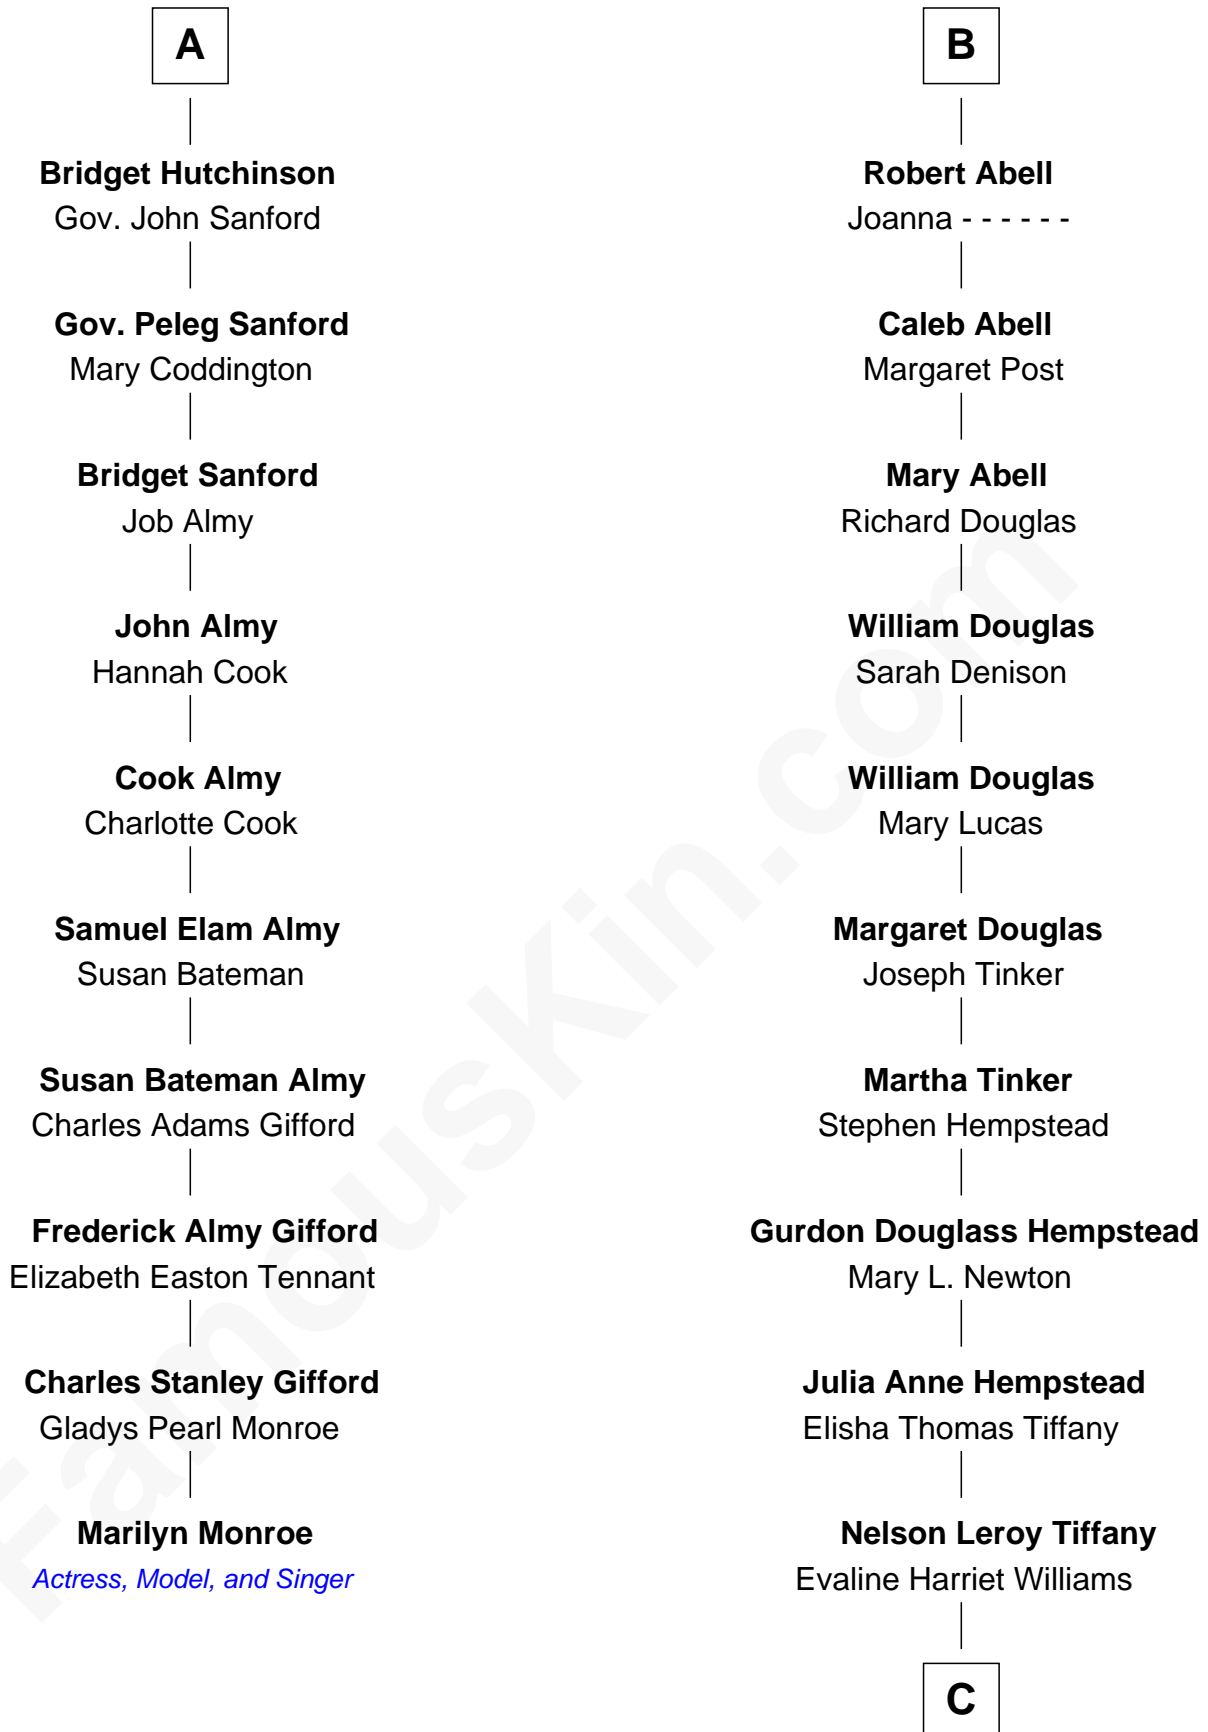 A
Bridget Hutchinson
Gov. John Sanford
Gov. Peleg Sanford
Mary Coddington
Bridget Sanford
Job Almy
John Almy
Hannah Cook
Cook Almy
Charlotte Cook
Samuel Elam Almy
Susan Bateman
Susan Bateman Almy
Charles Adams Gifford
Frederick Almy Gifford
Elizabeth Easton Tennant
Charles Stanley Gifford
Gladys Pearl Monroe
Marilyn Monroe
Actress, Model, and Singer
B
Robert Abell
Joanna - - - - - -
Caleb Abell
Margaret Post
Mary Abell
Richard Douglas
William Douglas
Sarah Denison
William Douglas
Mary Lucas
Margaret Douglas
Joseph Tinker
Martha Tinker
Stephen Hempstead
Gurdon Douglass Hempstead
Mary L. Newton
Julia Anne Hempstead
Elisha Thomas Tiffany
Nelson Leroy Tiffany
Evaline Harriet Williams
C
FamousKin.com